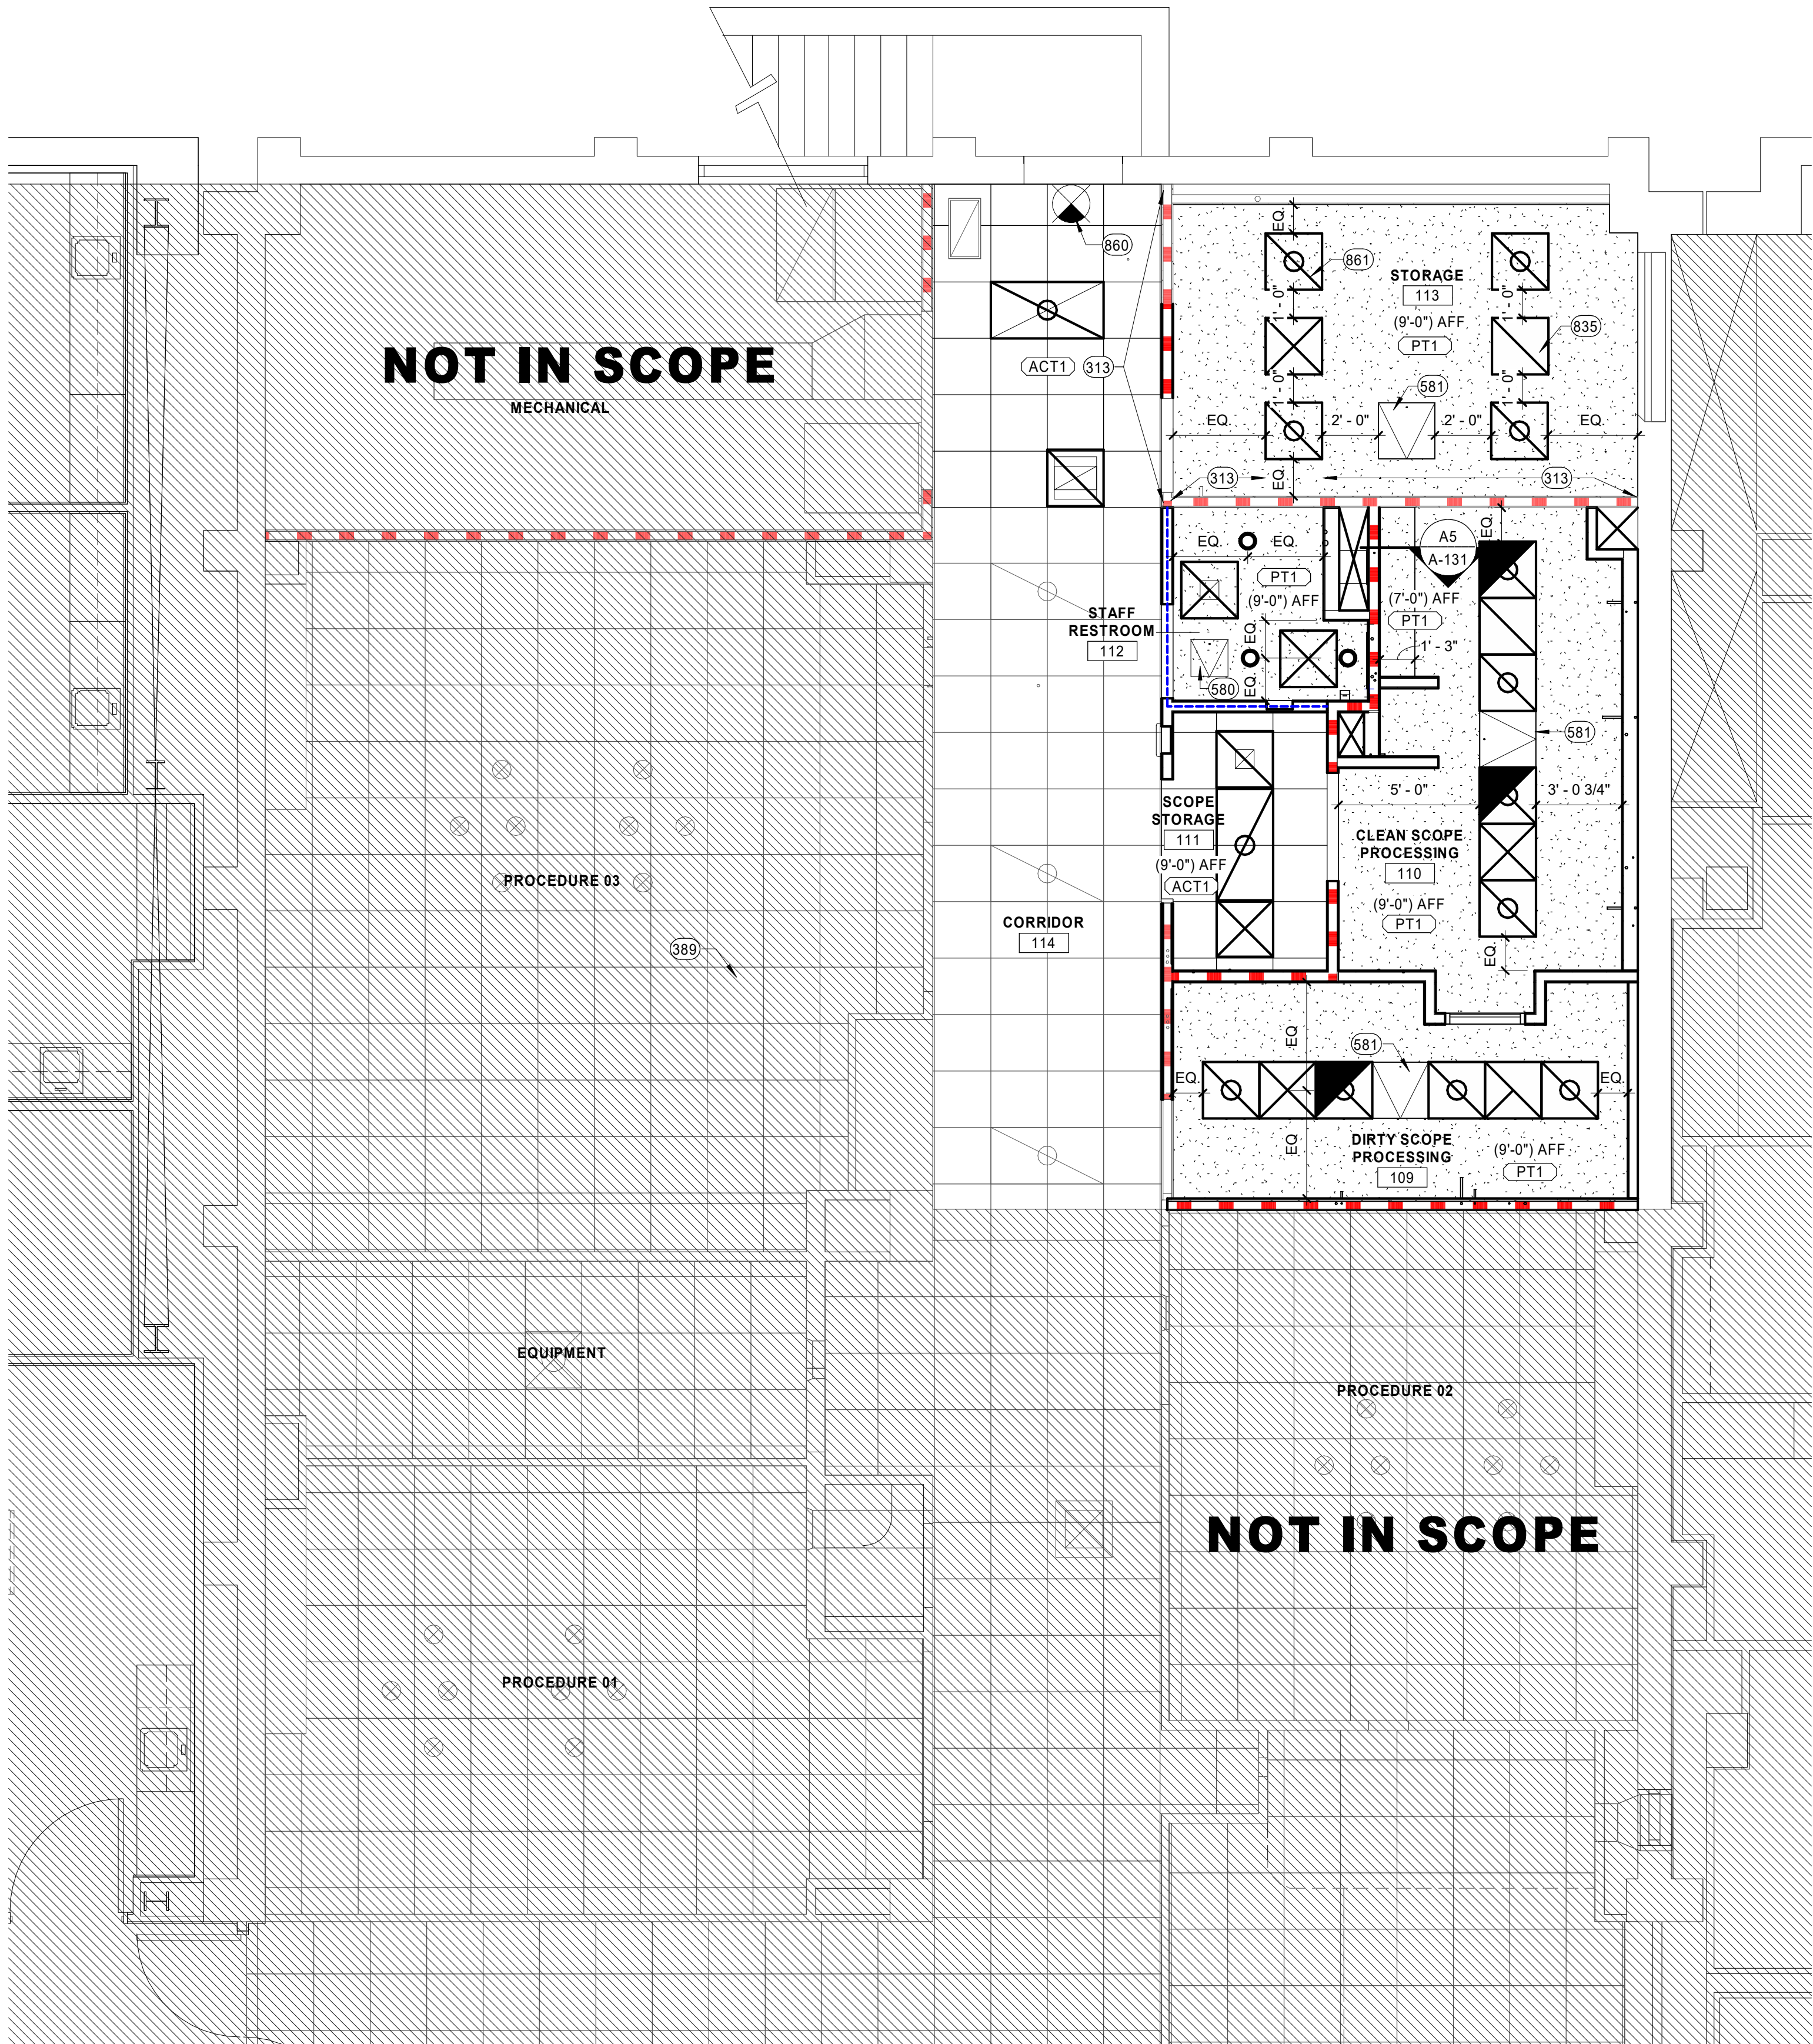 860
861
STORAGE
113
(9'-0") AFF
PT1
835
EQ.
1' - 0"
1' - 0"
1' - 0"
1' - 0"
NOT IN SCOPE
MECHANICAL
ACT1
313
581
EQ.
2' - 0"
2' - 0"
EQ.
EQ.
313
313
EQ.
EQ.
EQ.
A5
A-131
PT1
(9'-0") AFF
(7'-0") AFF
PT1
STAFF
RESTROOM
112
EQ.
EQ.
1' - 3"
580
581
5' - 0"
3' - 0 3/4"
SCOPE
STORAGE
111
(9'-0") AFF
ACT1
CLEAN SCOPE
PROCESSING
110
(9'-0") AFF
PT1
PROCEDURE 03
389
CORRIDOR
114
EQ.
EQ
581
EQ.
EQ.
EQ
DIRTY SCOPE
PROCESSING
109
(9'-0") AFF
PT1
EQUIPMENT
PROCEDURE 02
NOT IN SCOPE
PROCEDURE 01